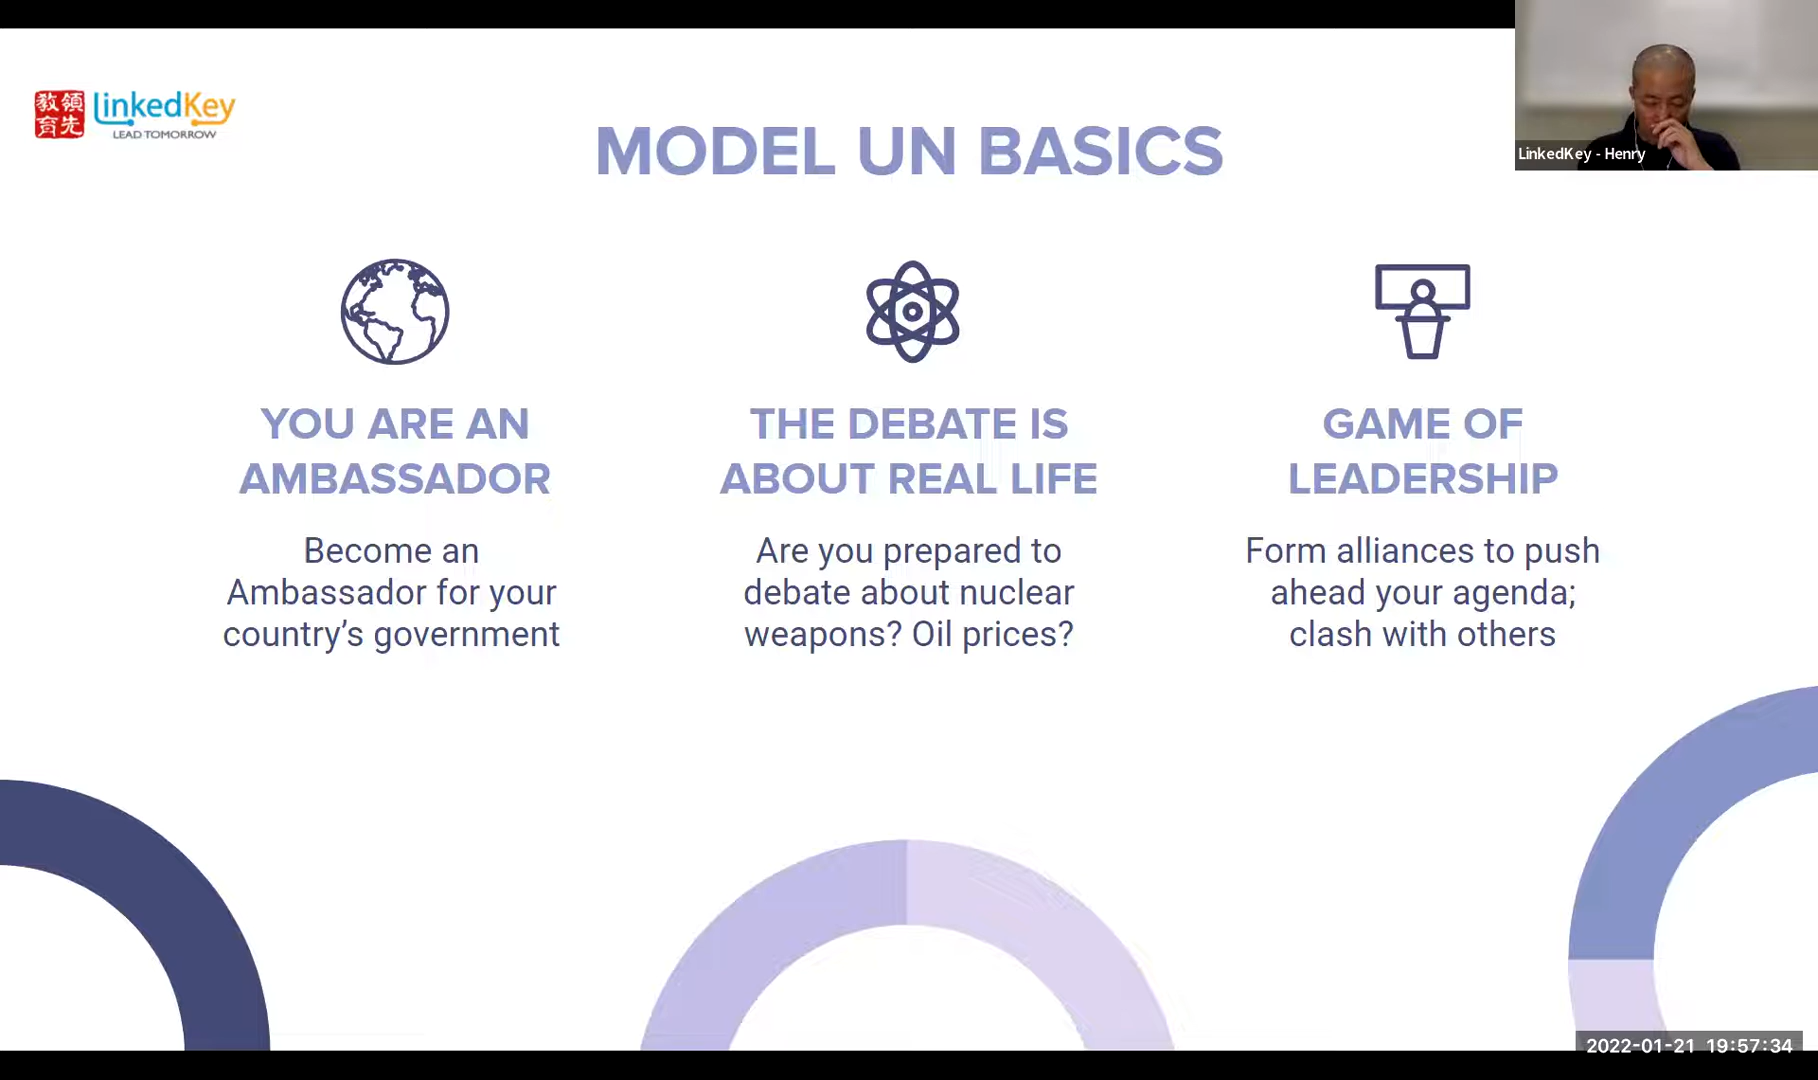 教領
育先
LinkedKey
LEAD TOMORROW
MODEL UN BASICS
LinkedKey - Henry
YOU ARE AN
AMBASSADOR
Become an
Ambassador for your
country’s government
THE DEBATE IS
ABOUT REAL LIFE
Are you prepared to
debate about nuclear
weapons? Oil prices?
GAME OF
LEADERSHIP
Form alliances to push
ahead your agenda;
clash with others
2022-01-21 19:57:34